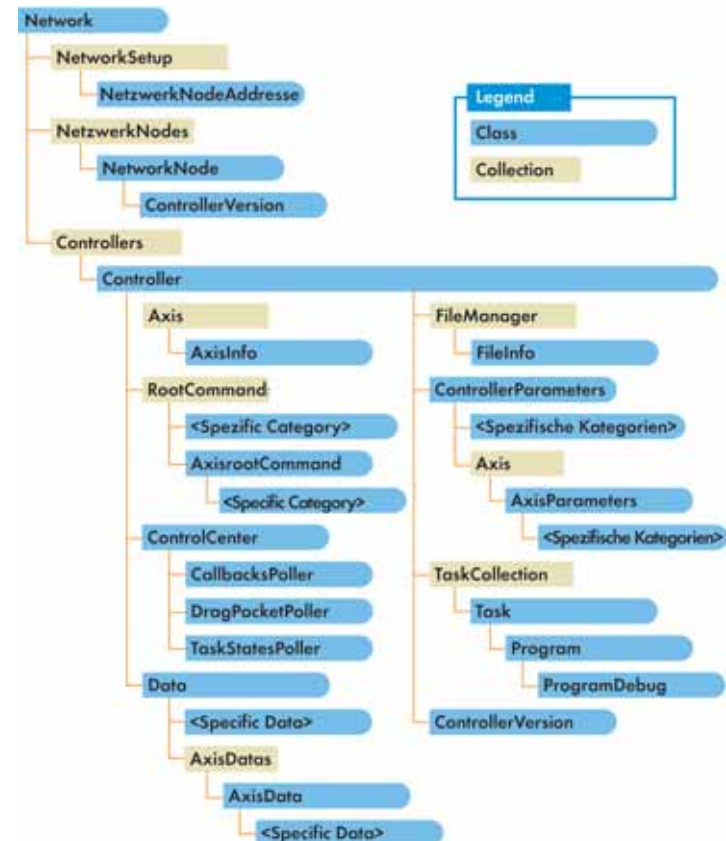 Network
NetworkSetup
NetzwerkNodeAddresse
NetzwerkNodes
NetworkNode
ControllerVersion
Controllers
Controller
Legend
Class
Collection
Axis
AxisInfo
RootCommand
<Spezific Category>
AxisrootCommand
<Specific Category>
ControlCenter
CallbacksPoller
DragPacketPoller
TaskStatesPoller
Data
<Specific Data>
AxisDatas
AxisData
<Specific Data>
FileManager
FileInfo
ControllerParameters
<Spezifische Kategorien>
Axis
AxisParameters
<Spezifische Kategorien>
TaskCollection
Task
Program
ProgramDebug
ControllerVersion